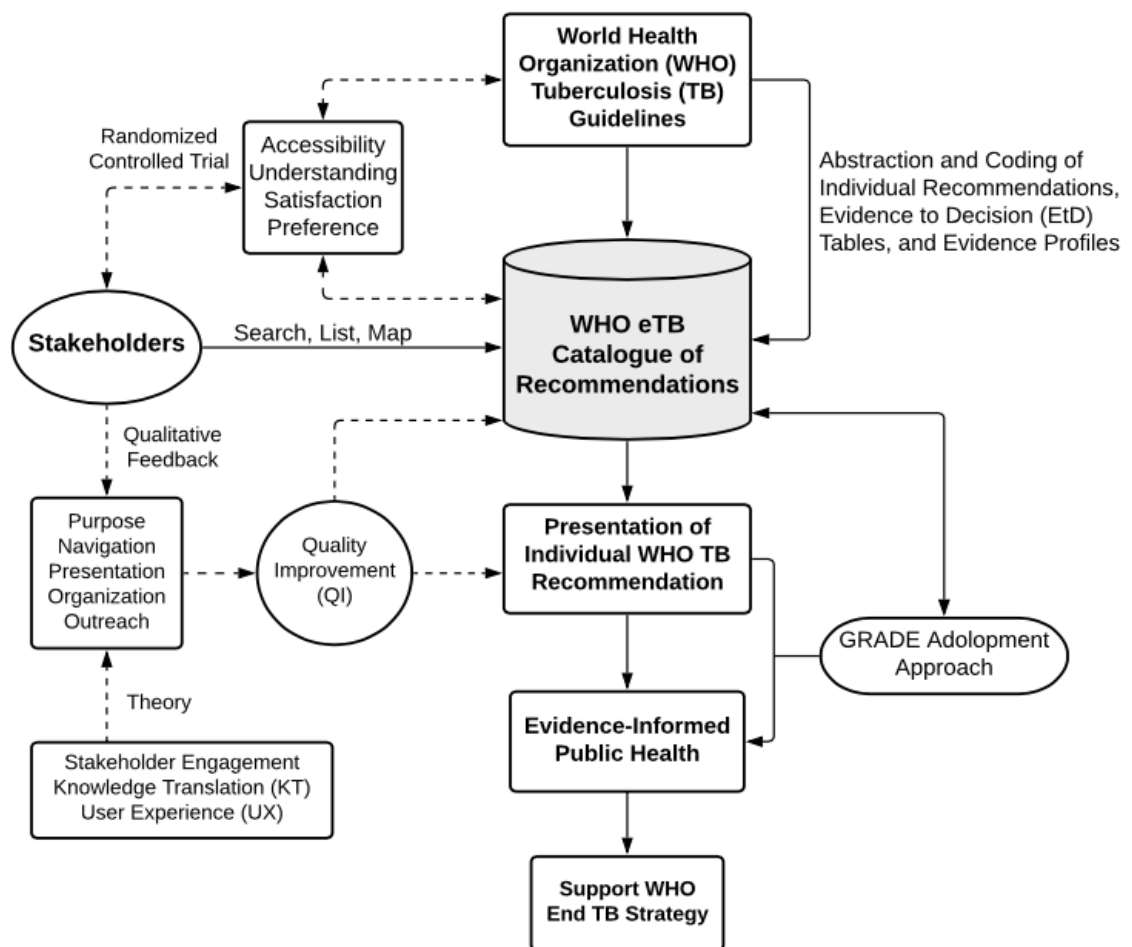 World Health
Organization (WHO)
Tuberculosis (TB)
Guidelines
Randomized
Controlled Trial
Accessibility
Understanding
Satisfaction
Preference
Abstraction and Coding of
Individual Recommendations,
Evidence to Decision (EtD)
Tables, and Evidence Profiles
Stakeholders
Search, List, Map
WHO eTB
Catalogue of
Recommendations
Qualitative
Feedback
Purpose
Navigation
Presentation
Organization
Outreach
Quality
Improvement
(QI)
Presentation of
Individual WHO TB
Recommendation
GRADE Adolopment
Approach
Theory
Stakeholder Engagement
Knowledge Translation (KT)
User Experience (UX)
Evidence-Informed
Public Health
Support WHO
End TB Strategy